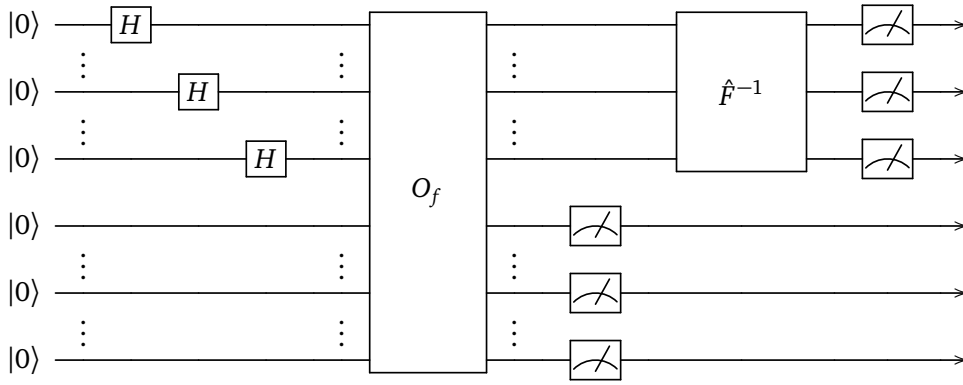 |0⟩ H
⋮ ⋮ ⋮
|0⟩ H F̂⁻¹
⋮ ⋮ ⋮
|0⟩ H
O_f
|0⟩
⋮ ⋮ ⋮
|0⟩
⋮ ⋮ ⋮
|0⟩